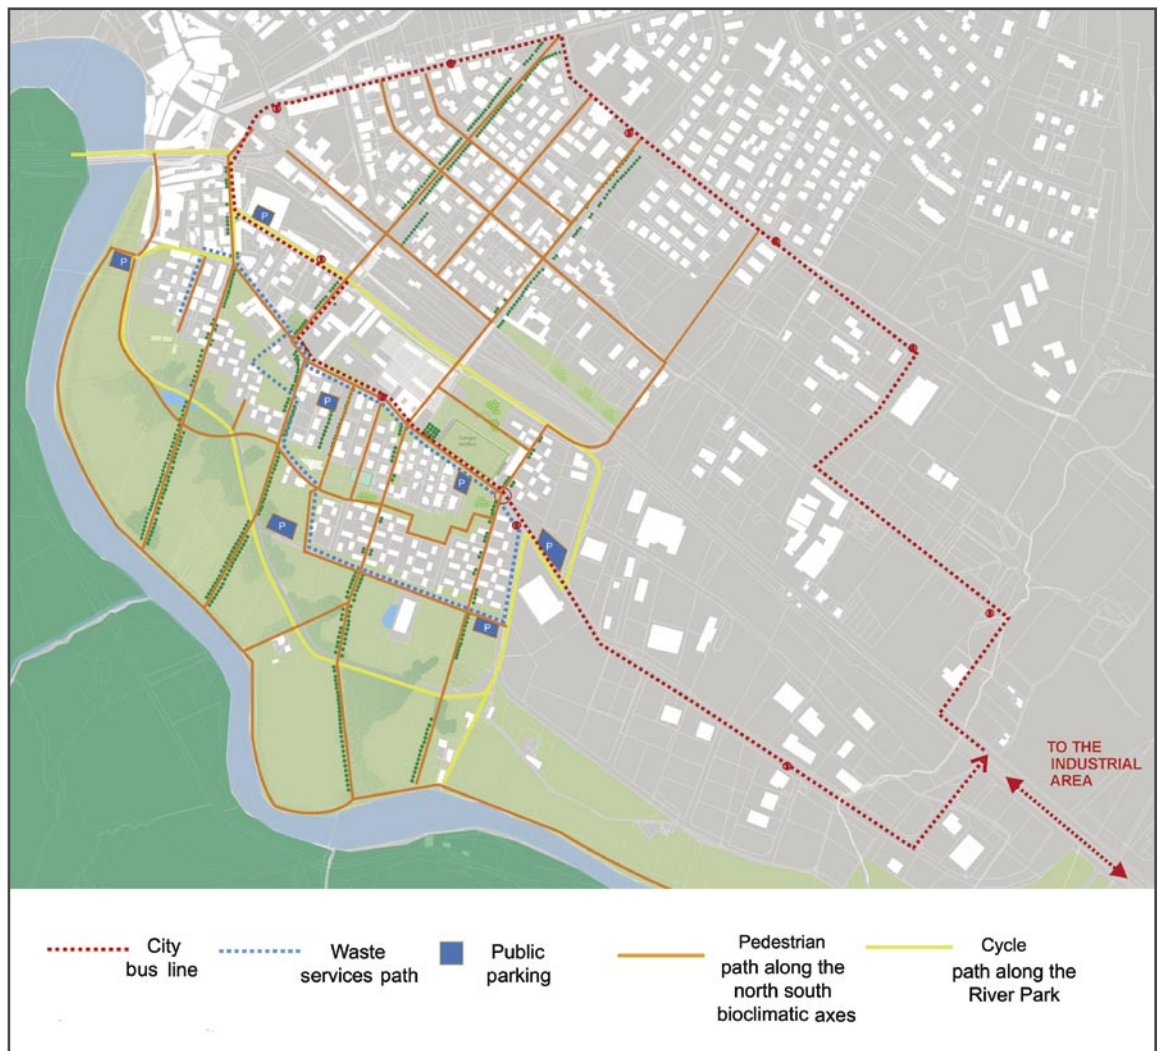 P
P
P
P
P
P
P
TO THE
INDUSTRIAL
AREA
City
bus line
Waste
services path
Public
parking
Pedestrian
path along the
north south
bioclimatic axes
Cycle
path along the
River Park